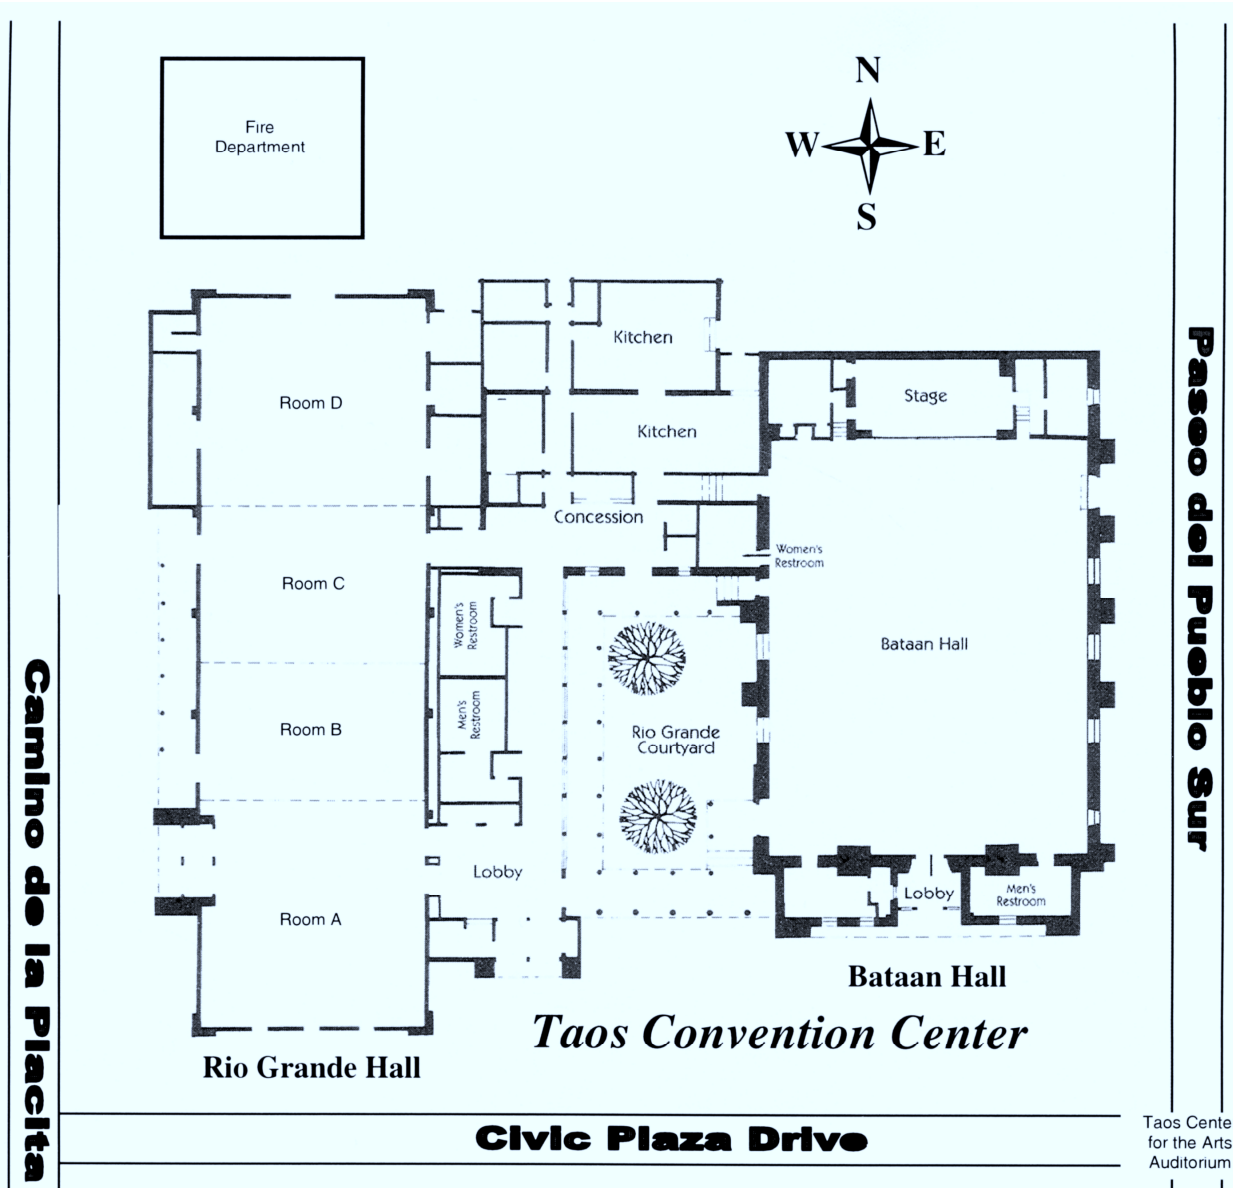 N
W E
S
Fire
Department
Kitchen
Room D
Stage
Kitchen
Concession
Women's
Restroom
Room C
Women's
Restroom
Bataan Hall
Men's
Restroom
Room B
Rio Grande
Courtyard
Lobby
Lobby
Men's
Restroom
Room A
Bataan Hall
Taos Convention Center
Rio Grande Hall
Camino de la Placita
Paseo del Pueblo Sur
Civic Plaza Drive
Taos Cente
for the Arts
Auditorium